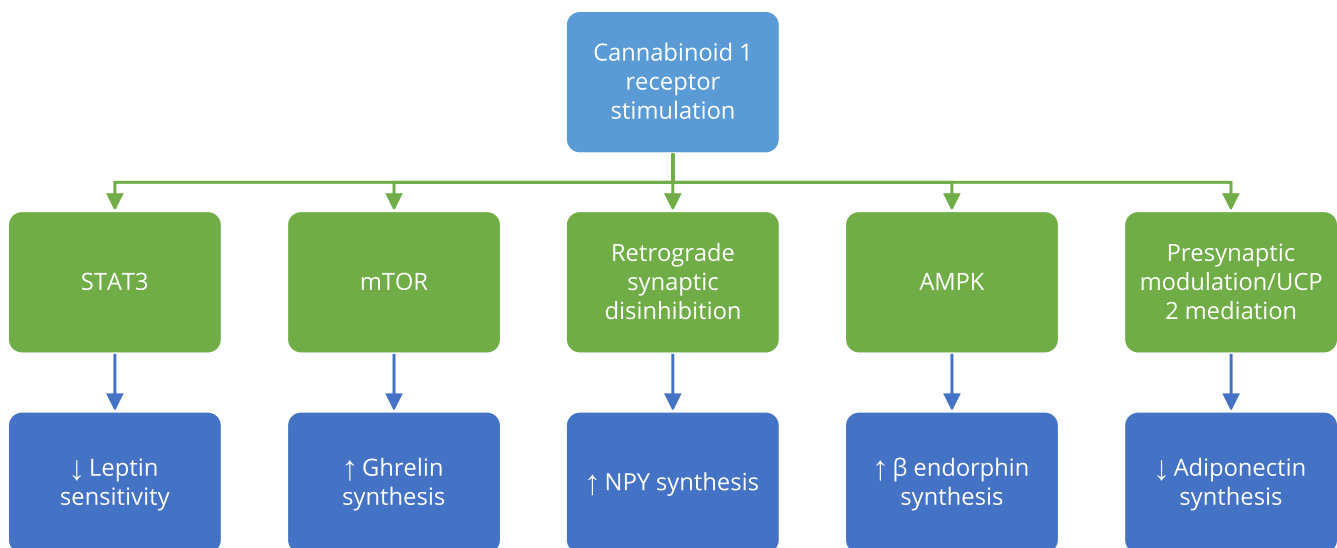 Cannabinoid 1
receptor
stimulation
STAT3
mTOR
Retrograde
synaptic
disinhibition
AMPK
Presynaptic
modulation/UCP
2 mediation
↓ Leptin
sensitivity
↑ Ghrelin
synthesis
↑ NPY synthesis
↑ β endorphin
synthesis
↓ Adiponectin
synthesis